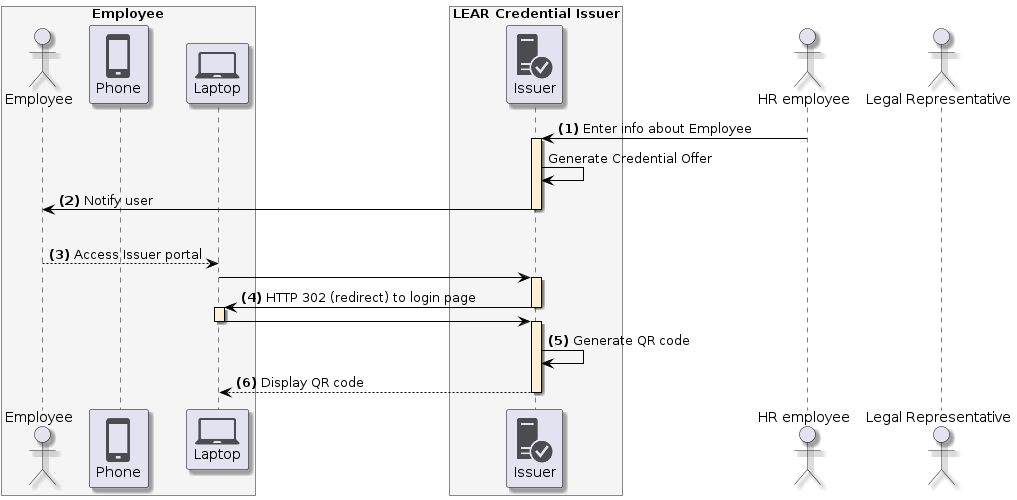 Employee
LEAR Credential Issuer
Employee
Phone
Laptop
Issuer
HR employee
Legal Representative
(1) Enter info about Employee
Generate Credential Offer
(2) Notify user
(3) Access Issuer portal
(4) HTTP 302 (redirect) to login page
(5) Generate QR code
(6) Display QR code
Employee
Phone
Laptop
Issuer
HR employee
Legal Representative